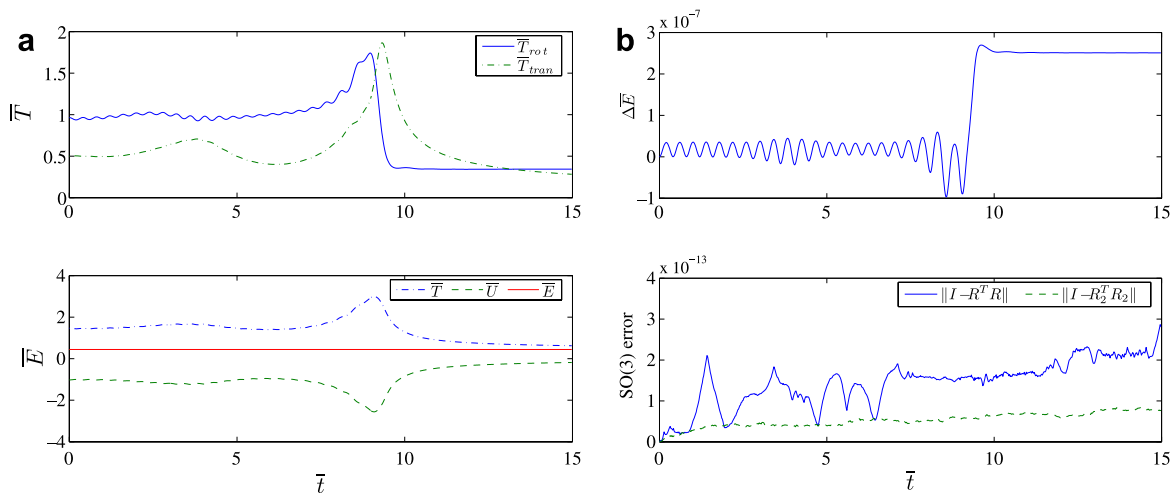 a
2
1.5
1
0.5
0
0
5
10
15
T̅
T̅rot
T̅tran
4
2
0
−2
−4
0
5
10
15
E̅
T̅ U̅ E̅
t̅
b
x 10⁻⁷
3
2
1
0
−1
0
5
10
15
ΔE̅
x 10⁻¹³
4
3
2
1
0
0
5
10
15
SO(3) error
‖I−RᵀR‖ ‖I−R₂ᵀR₂‖
t̅